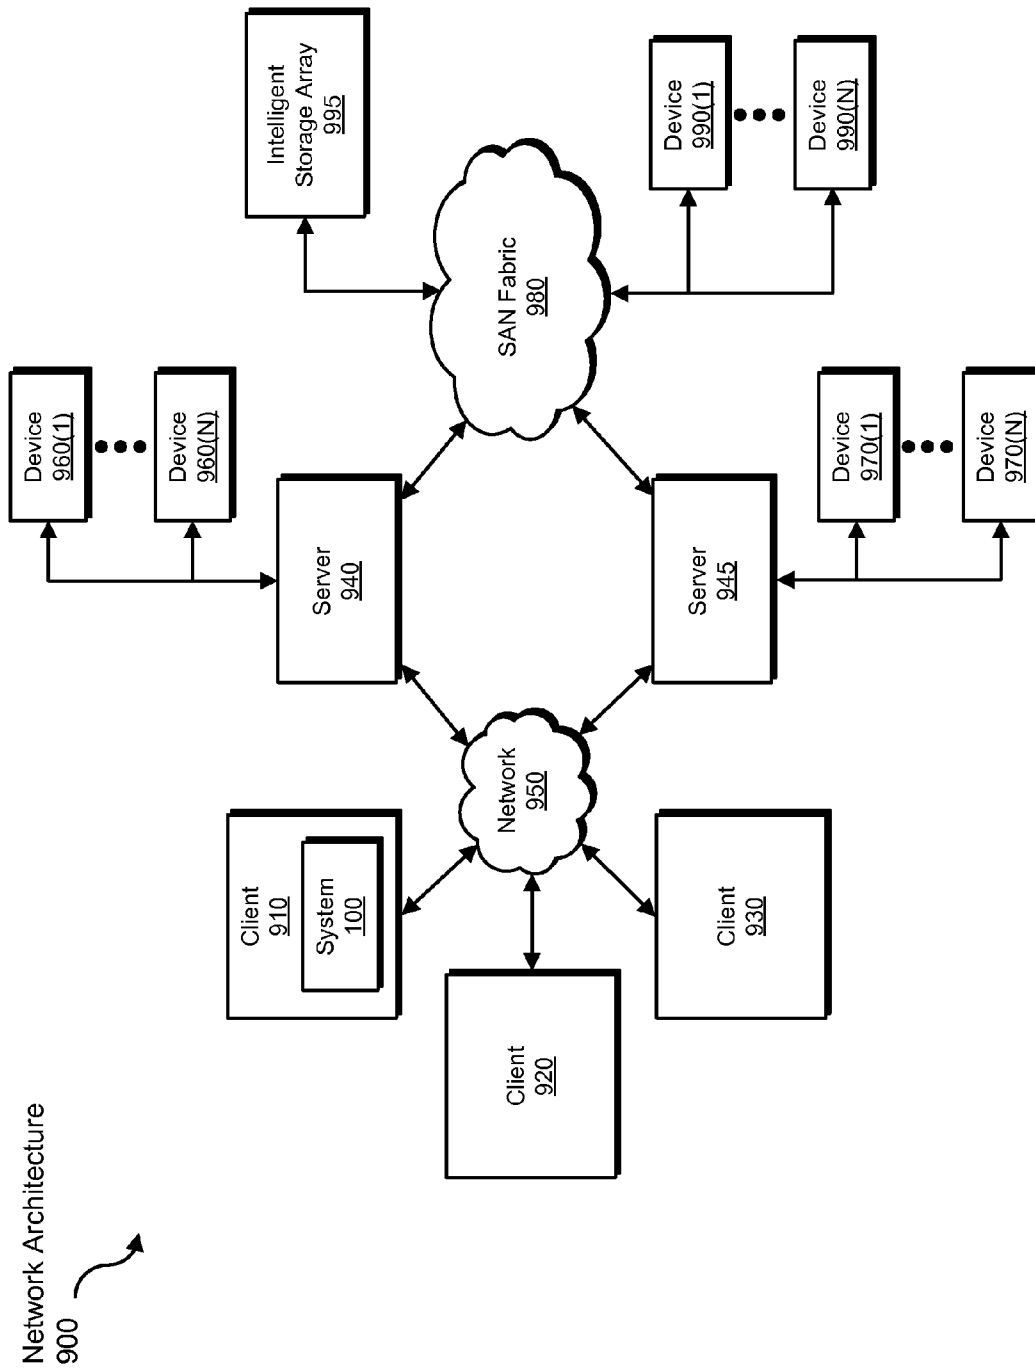 Network Architecture
900
Client
910
System
100
Client
920
Client
930
Network
950
Server
940
Server
945
Device
960(1)
Device
960(N)
Device
970(1)
Device
970(N)
SAN Fabric
980
Intelligent
Storage Array
995
Device
990(1)
Device
990(N)